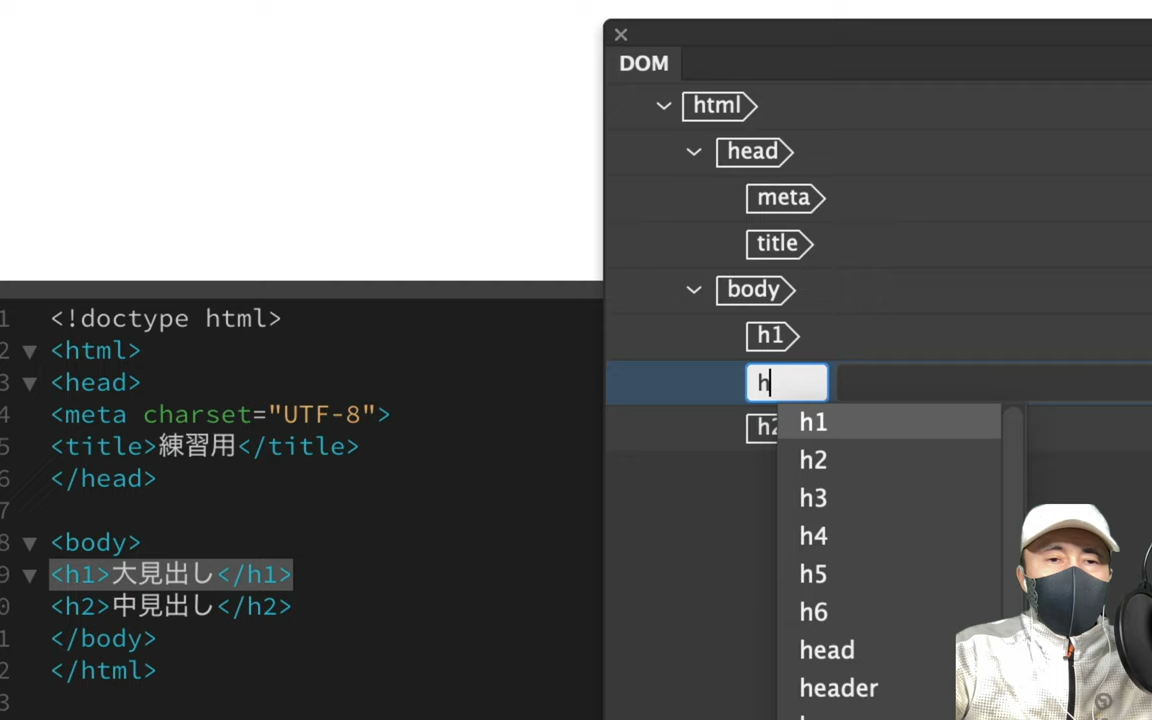 DOM
html
head
meta
title
body
h1
h
h2
h1
h2
h3
h4
h5
h6
head
header
1 <!doctype html>
2 <html>
3 <head>
4 <meta charset="UTF-8">
5 <title>練習用</title>
6 </head>
7
8 <body>
9 <h1>大見出し</h1>
0 <h2>中見出し</h2>
1 </body>
2 </html>
3